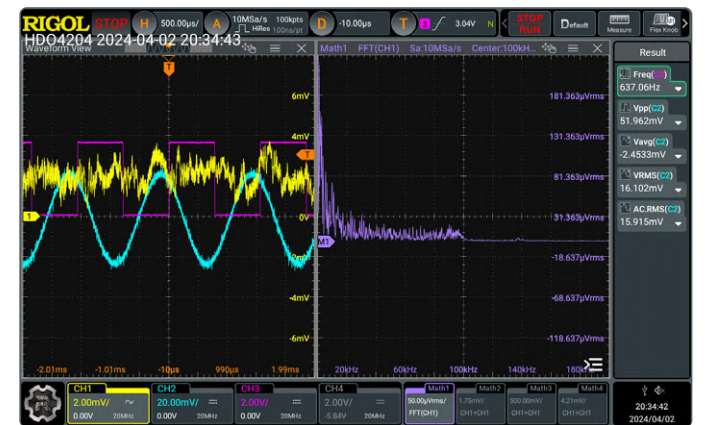 RIGOL STOP H 500.00μs/ A 10MSa/s 100kpts HiRes 100ns/pt D -10.00μs T 3 3.04V N STOP RUN Default Measure Flex Knob
HDO4204 2024-04-02 20:34:43
Waveform View
Math1 FFT(CH1) Sa:10MSa/s Center:100kH...
Result
T
Freq(C3)
637.06Hz
Vpp(C2)
51.962mV
Vavg(C2)
-2.4533mV
VRMS(C2)
16.102mV
AC.RMS(C2)
15.915mV
6mV
4mV
T
1
0V
-2mV
-4mV
-6mV
181.363μVrms
131.363μVrms
81.363μVrms
31.363μVrms
M1
-18.637μVrms
-68.637μVrms
-118.637μVrms
-2.01ms -1.01ms -10μs 990μs 1.99ms
20kHz 60kHz 100kHz 140kHz 180kHz
CH1 CH2 CH3 CH4 Math1 Math2 Math3 Math4
2.00mV/ 20.00mV/ 2.00V/ 2.00V/ 50.00μVrms/ 1.75mV/ 500.00mV/ 4.21mV/
0.00V 20MHz 0.00V 20MHz 0.00V 20MHz -5.84V 20MHz FFT(CH1) CH1+CH1 CH1+CH1 CH1+CH1
20:34:42
2024/04/02